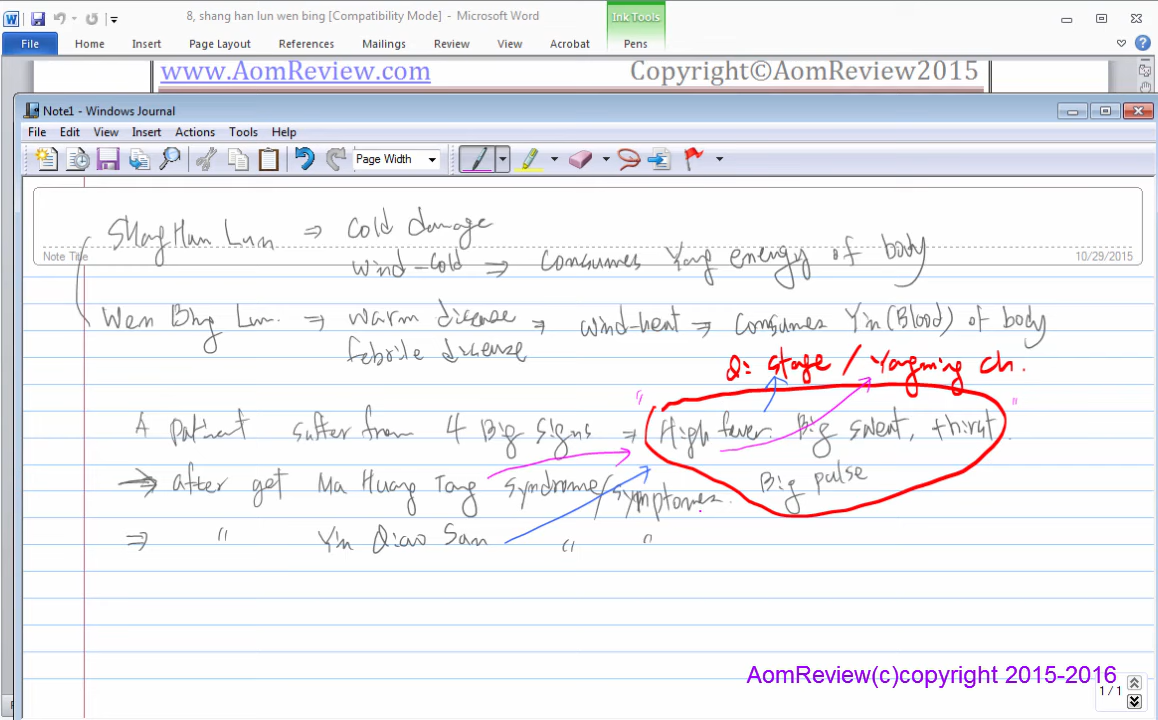 8, shang han lun wen bing [Compatibility Mode] - Microsoft Word
Ink Tools
File Home Insert Page Layout References Mailings Review View Acrobat Pens
www.AomReview.com Copyright©AomReview2015
Note1 - Windows Journal
File Edit View Insert Actions Tools Help
Page Width
Shang Han Lun ⇒ Cold damage
Wind-Cold ⇒ Consumes Yang energy of body
Note Title
10/29/2015
Wen Bing Lun. ⇒ Warm disease ⇒ wind-heat ⇒ Consumes Yin (Blood) of body
febrile disease
Qi stage / Yangming ch.
A patient suffer from 4 Big signs ⇒ "High fever. Big sweat, thirst."
Big pulse
→ after get Ma Huang Tang syndrome/symptomes.
⇒ " Yin Qiao San " "
AomReview(c)copyright 2015-2016
1 / 1